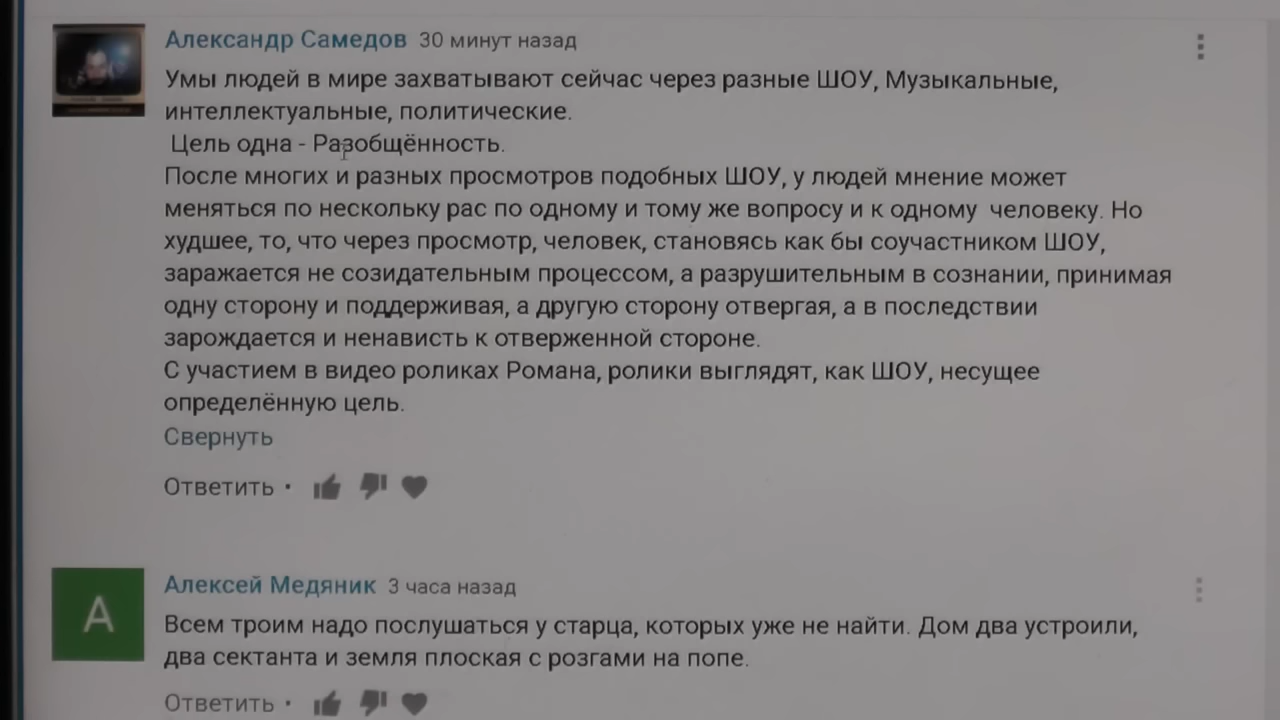 Александр Самедов 30 минут назад
Умы людей в мире захватывают сейчас через разные ШОУ, Музыкальные,
интеллектуальные, политические.
Цель одна - Разобщённость.
После многих и разных просмотров подобных ШОУ, у людей мнение может
меняться по нескольку рас по одному и тому же вопросу и к одному человеку. Но
худшее, то, что через просмотр, человек, становясь как бы соучастником ШОУ,
заражается не созидательным процессом, а разрушительным в сознании, принимая
одну сторону и поддерживая, а другую сторону отвергая, а в последствии
зарождается и ненависть к отверженной стороне.
С участием в видео роликах Романа, ролики выглядят, как ШОУ, несущее
определённую цель.
Свернуть
Ответить •
А
Алексей Медяник 3 часа назад
Всем троим надо послушаться у старца, которых уже не найти. Дом два устроили,
два сектанта и земля плоская с розгами на попе.
Ответить •